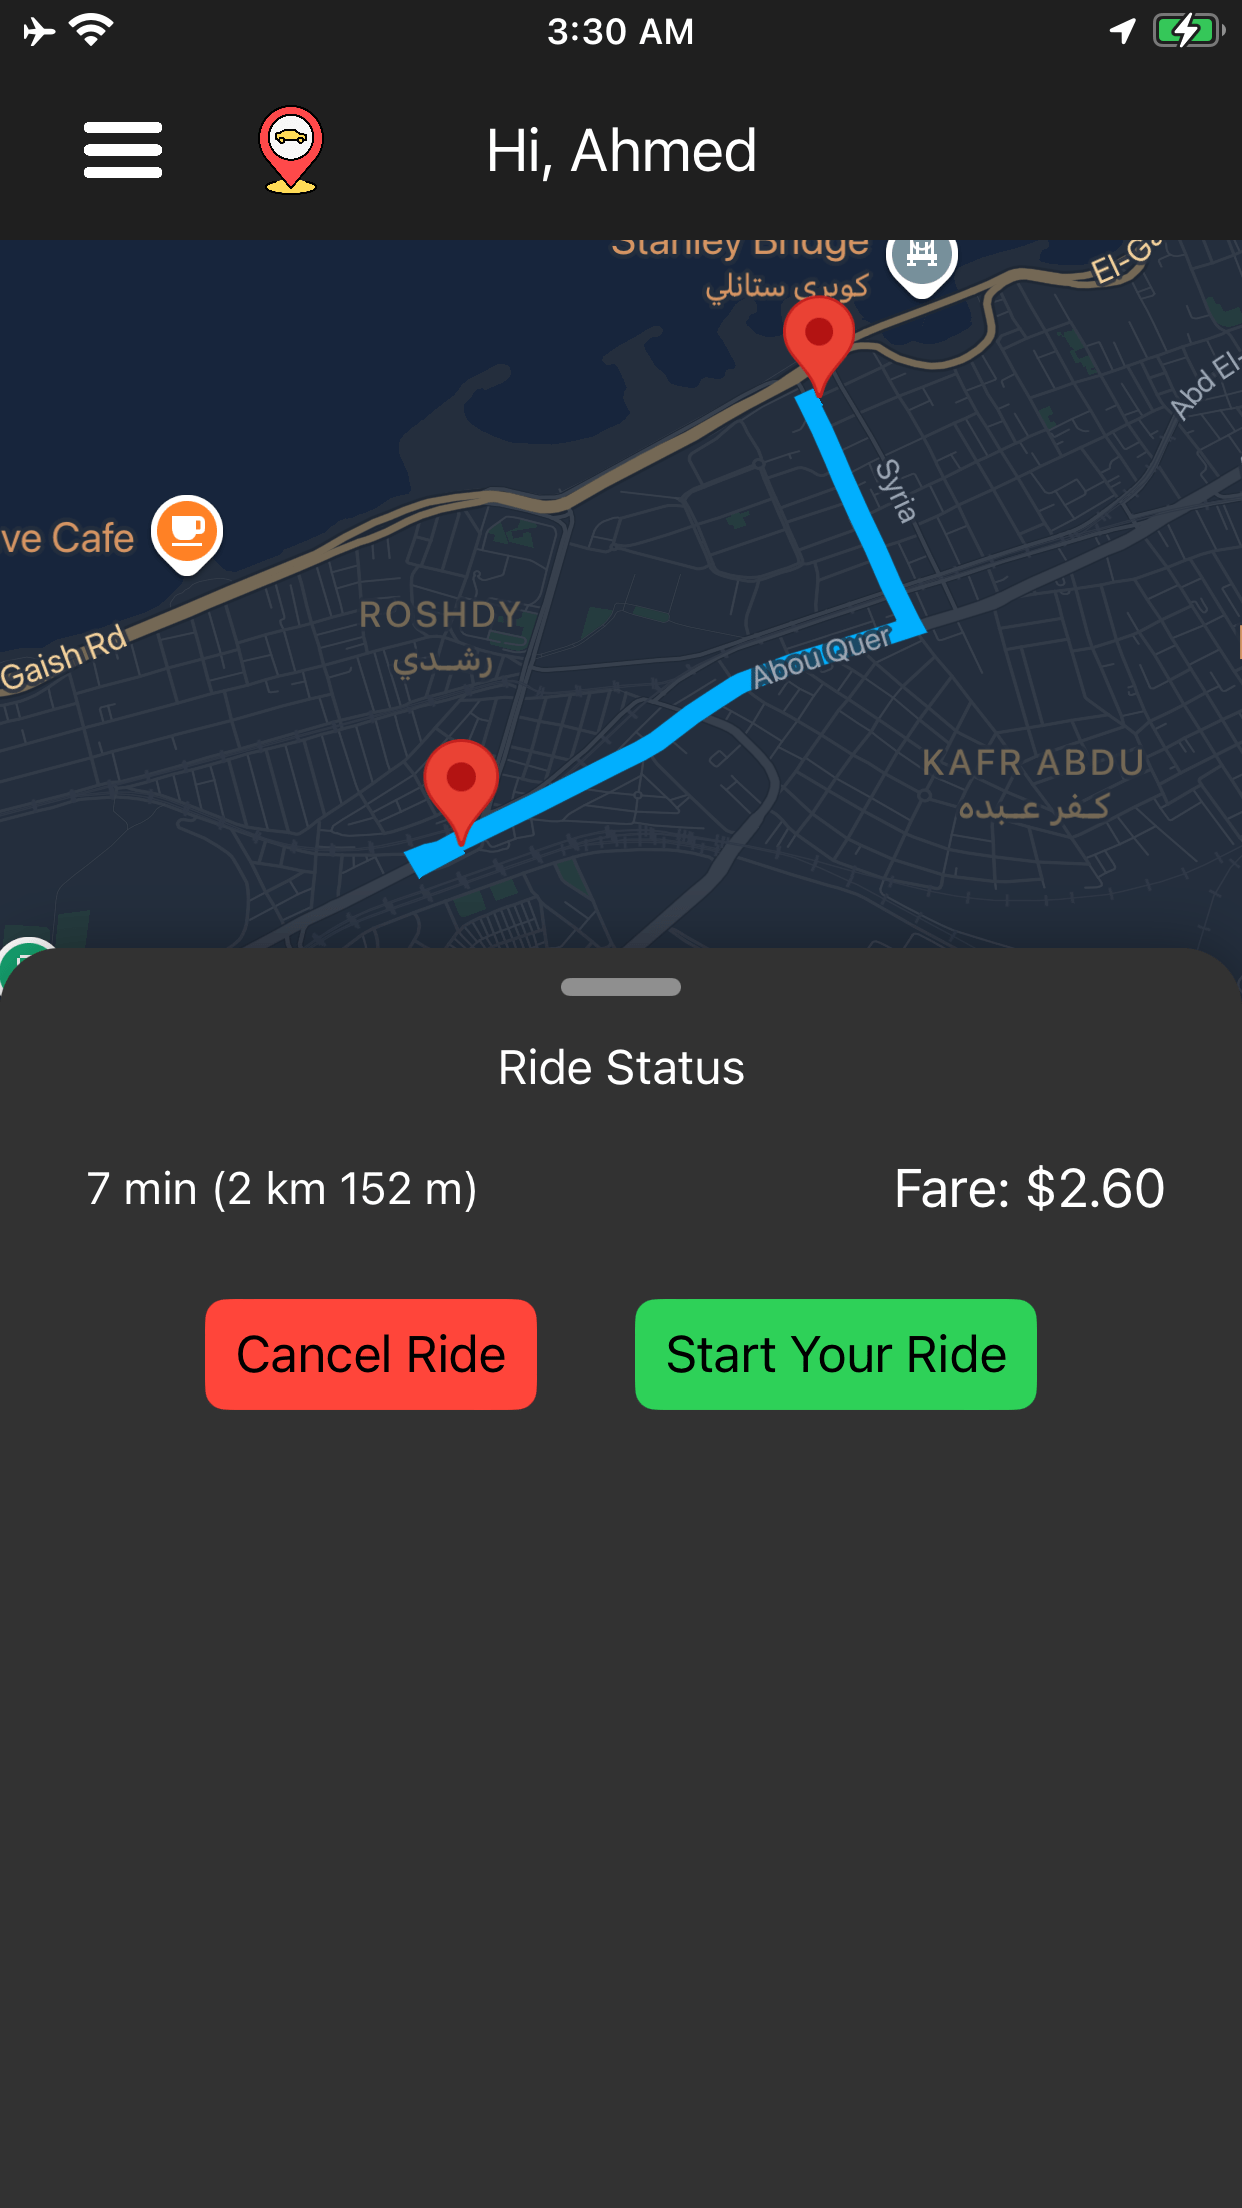 3:30 AM
Hi, Ahmed
Stanley Bridge
كوبري ستانلي
El-Ga
Abd El-
Syria
ve Cafe
ROSHDY
رشدي
Gaish Rd
Abou Quer
KAFR ABDU
كفر عبده
Ride Status
7 min (2 km 152 m)
Fare: $2.60
Cancel Ride
Start Your Ride